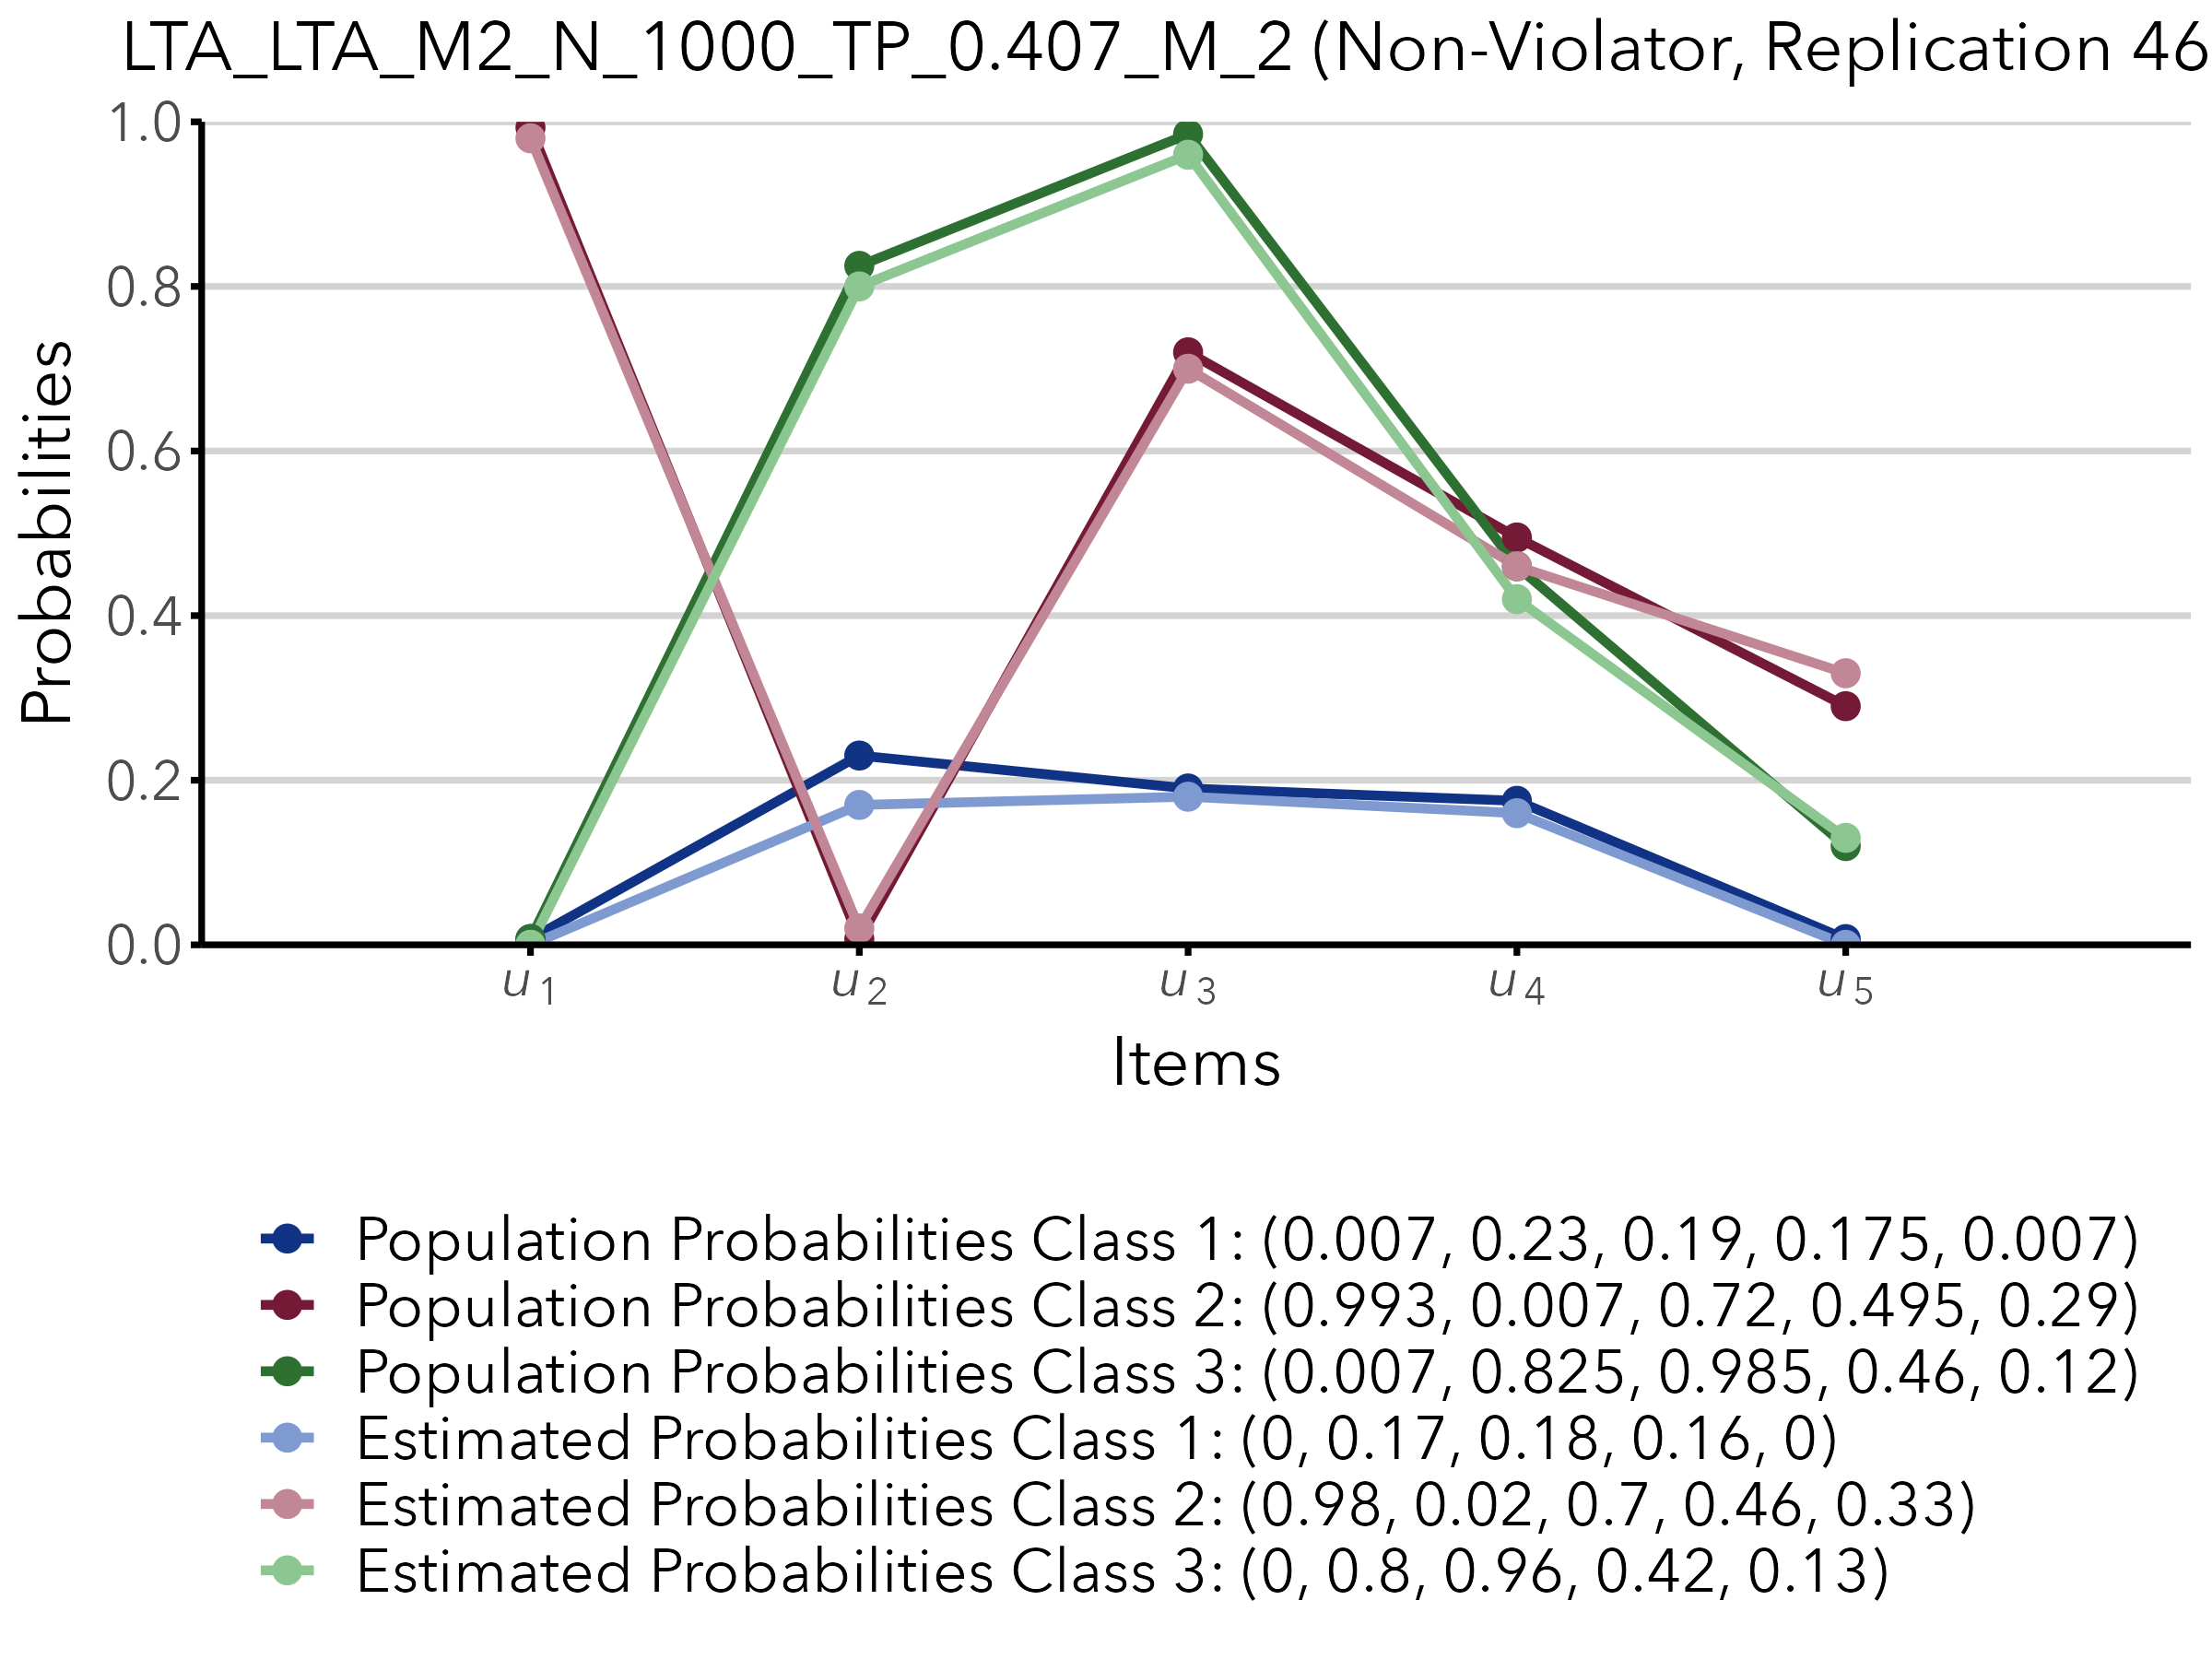 LTA_LTA_M2_N_1000_TP_0.407_M_2 (Non-Violator, Replication 46
1.0
0.8
0.6
0.4
0.2
0.0
Probabilities
u1 u2 u3 u4 u5
Items
Population Probabilities Class 1: (0.007, 0.23, 0.19, 0.175, 0.007)
Population Probabilities Class 2: (0.993, 0.007, 0.72, 0.495, 0.29)
Population Probabilities Class 3: (0.007, 0.825, 0.985, 0.46, 0.12)
Estimated Probabilities Class 1: (0, 0.17, 0.18, 0.16, 0)
Estimated Probabilities Class 2: (0.98, 0.02, 0.7, 0.46, 0.33)
Estimated Probabilities Class 3: (0, 0.8, 0.96, 0.42, 0.13)